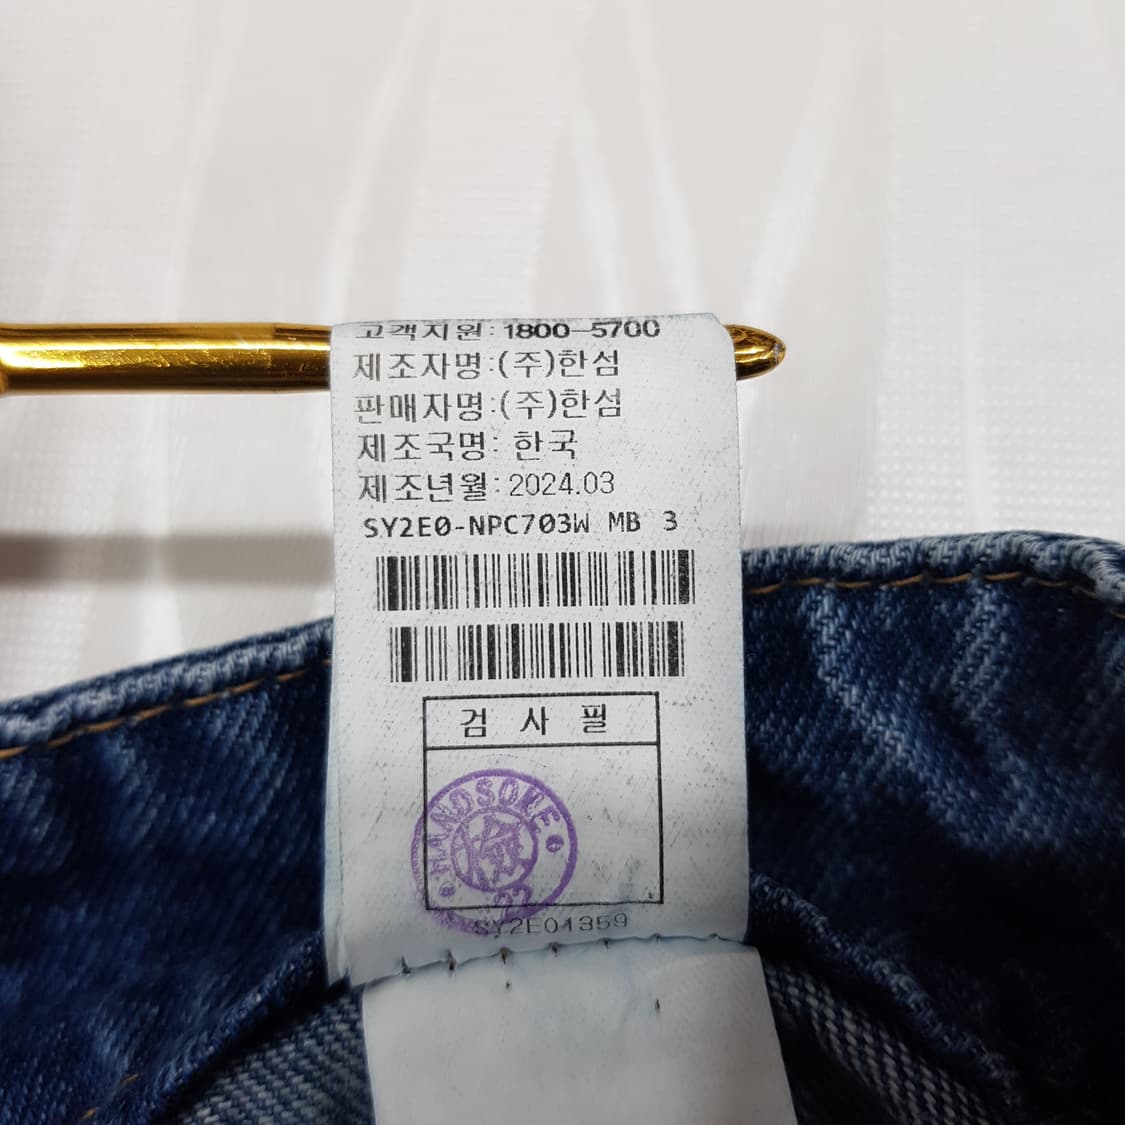 고객지원:1800-5700
제조자명:(주)한섬
판매자명:(주)한섬
제조국명: 한국
제조년월:2024.03
SY2E0-NPC703W MB 3
검 사 필
HANDSOME
檢
22
SY2E01359